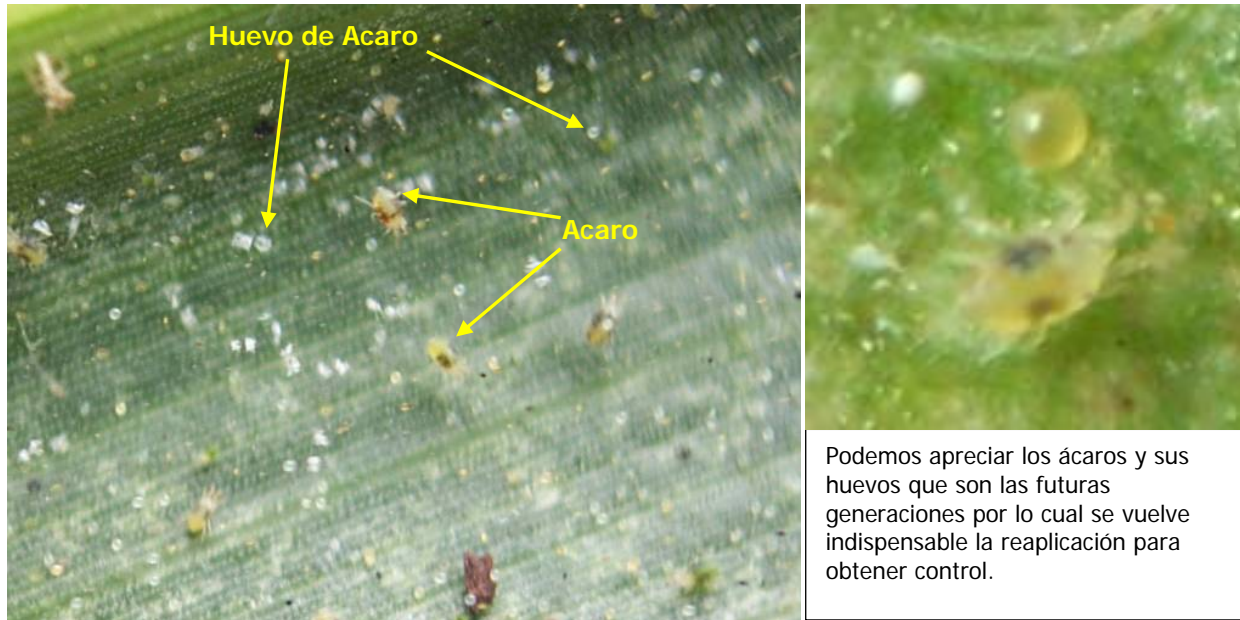 Huevo de Acaro
Acaro
Podemos apreciar los ácaros y sus
huevos que son las futuras
generaciones por lo cual se vuelve
indispensable la reaplicación para
obtener control.